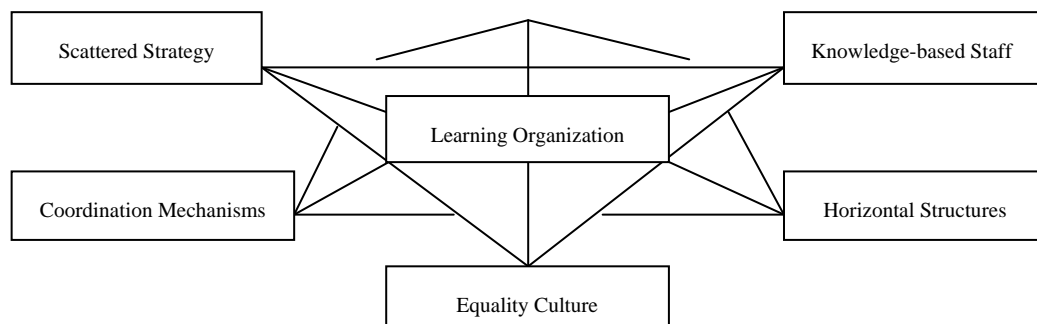 Scattered Strategy
Knowledge-based Staff
Learning Organization
Coordination Mechanisms
Horizontal Structures
Equality Culture